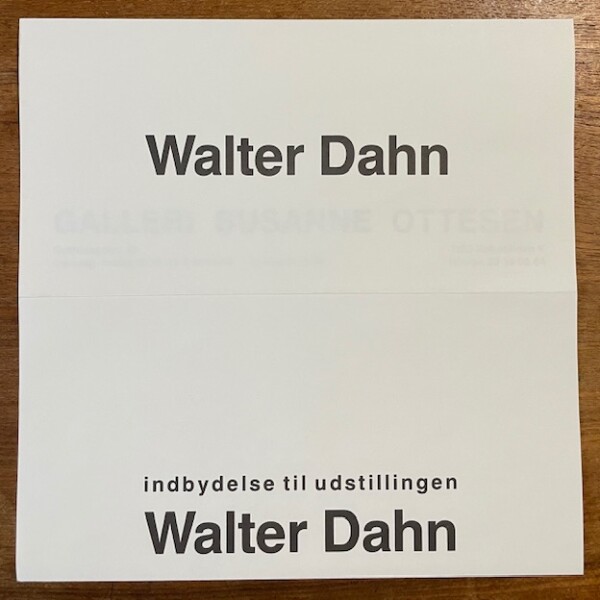 Walter Dahn
GALLERI SUSANNE OTTESEN
indbydelse til udstillingen
Walter Dahn